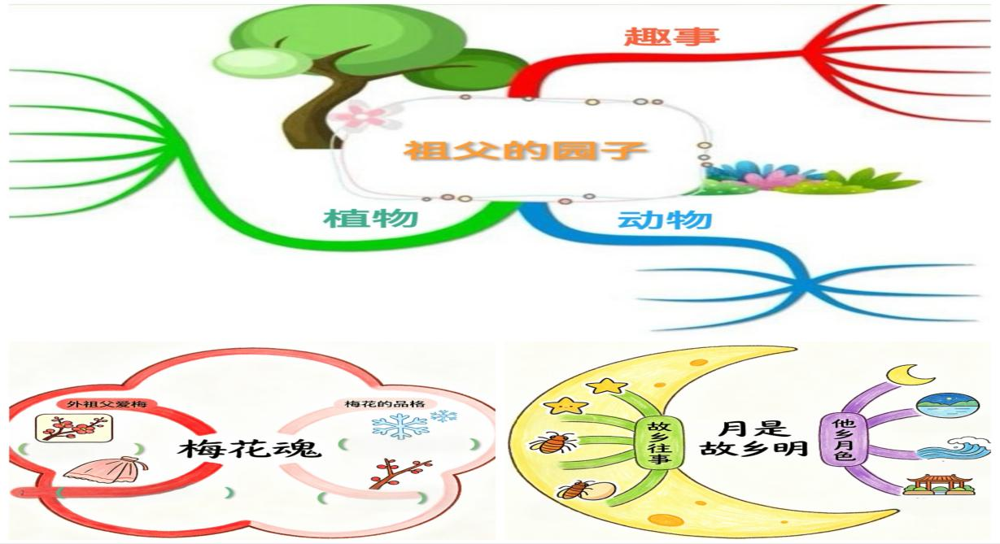 趣事
祖父的园子
植物
动物
外祖父爱梅
梅花的品格
梅花魂
( )
( )
( )
( )
故乡往事
月是
故乡明
他乡月色